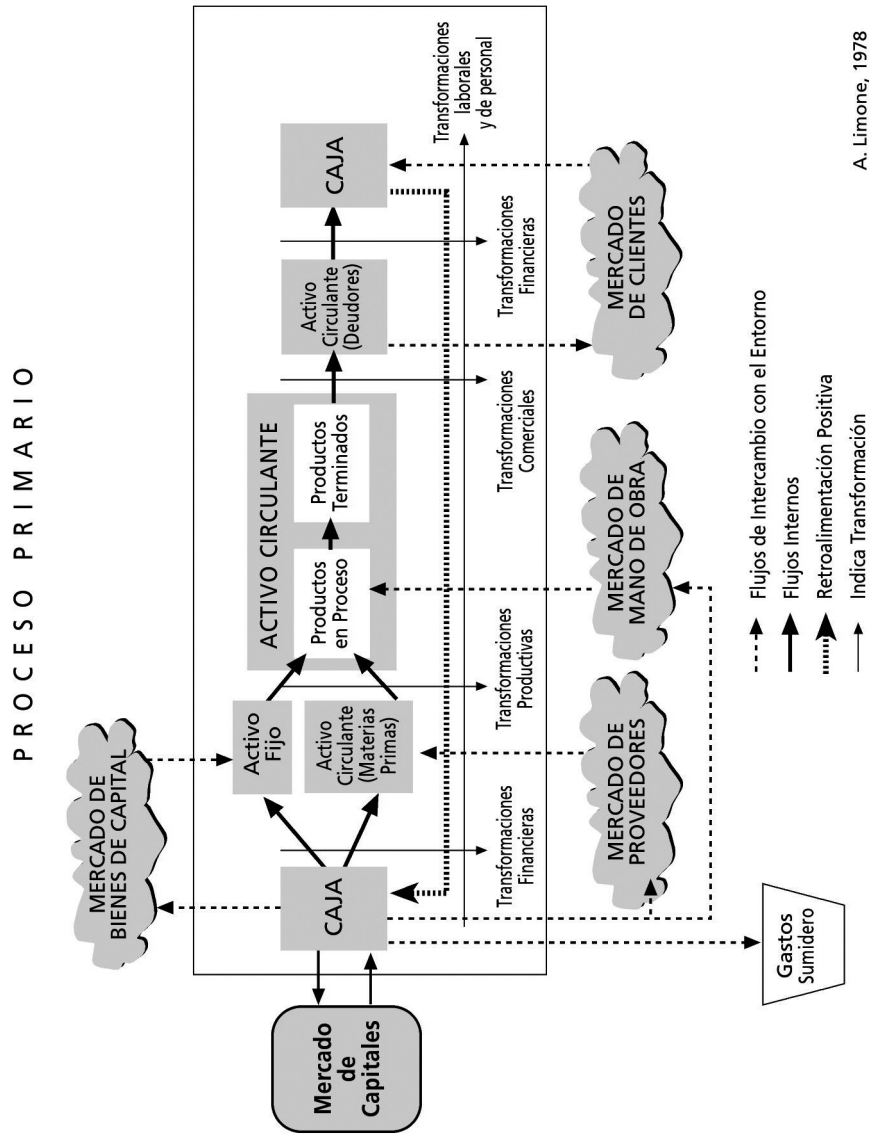 PROCESO PRIMARIO
MERCADO DE
BIENES DE CAPITAL
Mercado
de
Capitales
CAJA
Activo
Fijo
Activo
Circulante
(Materias
Primas)
ACTIVO CIRCULANTE
Productos
en Proceso
Productos
Terminados
Activo
Circulante
(Deudores)
CAJA
Transformaciones
Financieras
Transformaciones
Productivas
Transformaciones
Comerciales
Transformaciones
Financieras
Transformaciones
laborales
y de personal
Gastos
Sumidero
MERCADO DE
PROVEEDORES
MERCADO DE
MANO DE OBRA
MERCADO
DE CLIENTES
Flujos de Intercambio con el Entorno
Flujos Internos
Retroalimentación Positiva
Indica Transformación
A. Limone, 1978